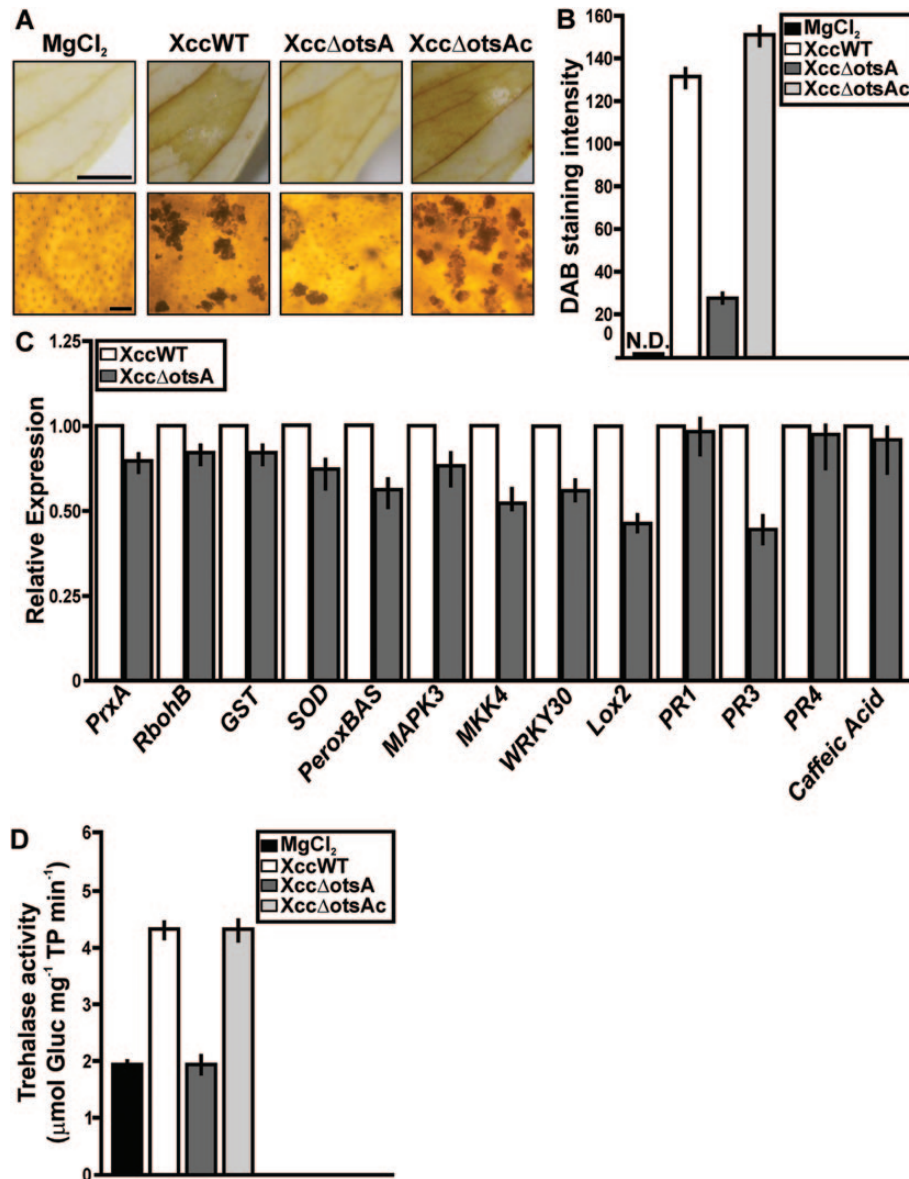 A
MgCl₂ XccWT XccΔotsA XccΔotsAc
B
DAB staining intensity
160
140
120
100
80
60
40
20
0
N.D.
MgCl₂
XccWT
XccΔotsA
XccΔotsAc
C
Relative Expression
1.25
1.00
0.50
0.25
0
XccWT
XccΔotsA
PrxA RbohB GST SOD PeroxBAS MAPK3 MKK4 WRKY30 Lox2 PR1 PR3 PR4 Caffeic Acid
D
Trehalase activity
(μmol Gluc mg⁻¹ TP min⁻¹)
6
5
4
3
2
1
0
MgCl₂
XccWT
XccΔotsA
XccΔotsAc